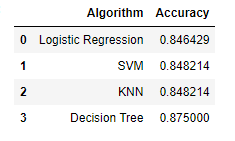 Algorithm Accuracy
0 Logistic Regression 0.846429
1 SVM 0.848214
2 KNN 0.848214
3 Decision Tree 0.875000